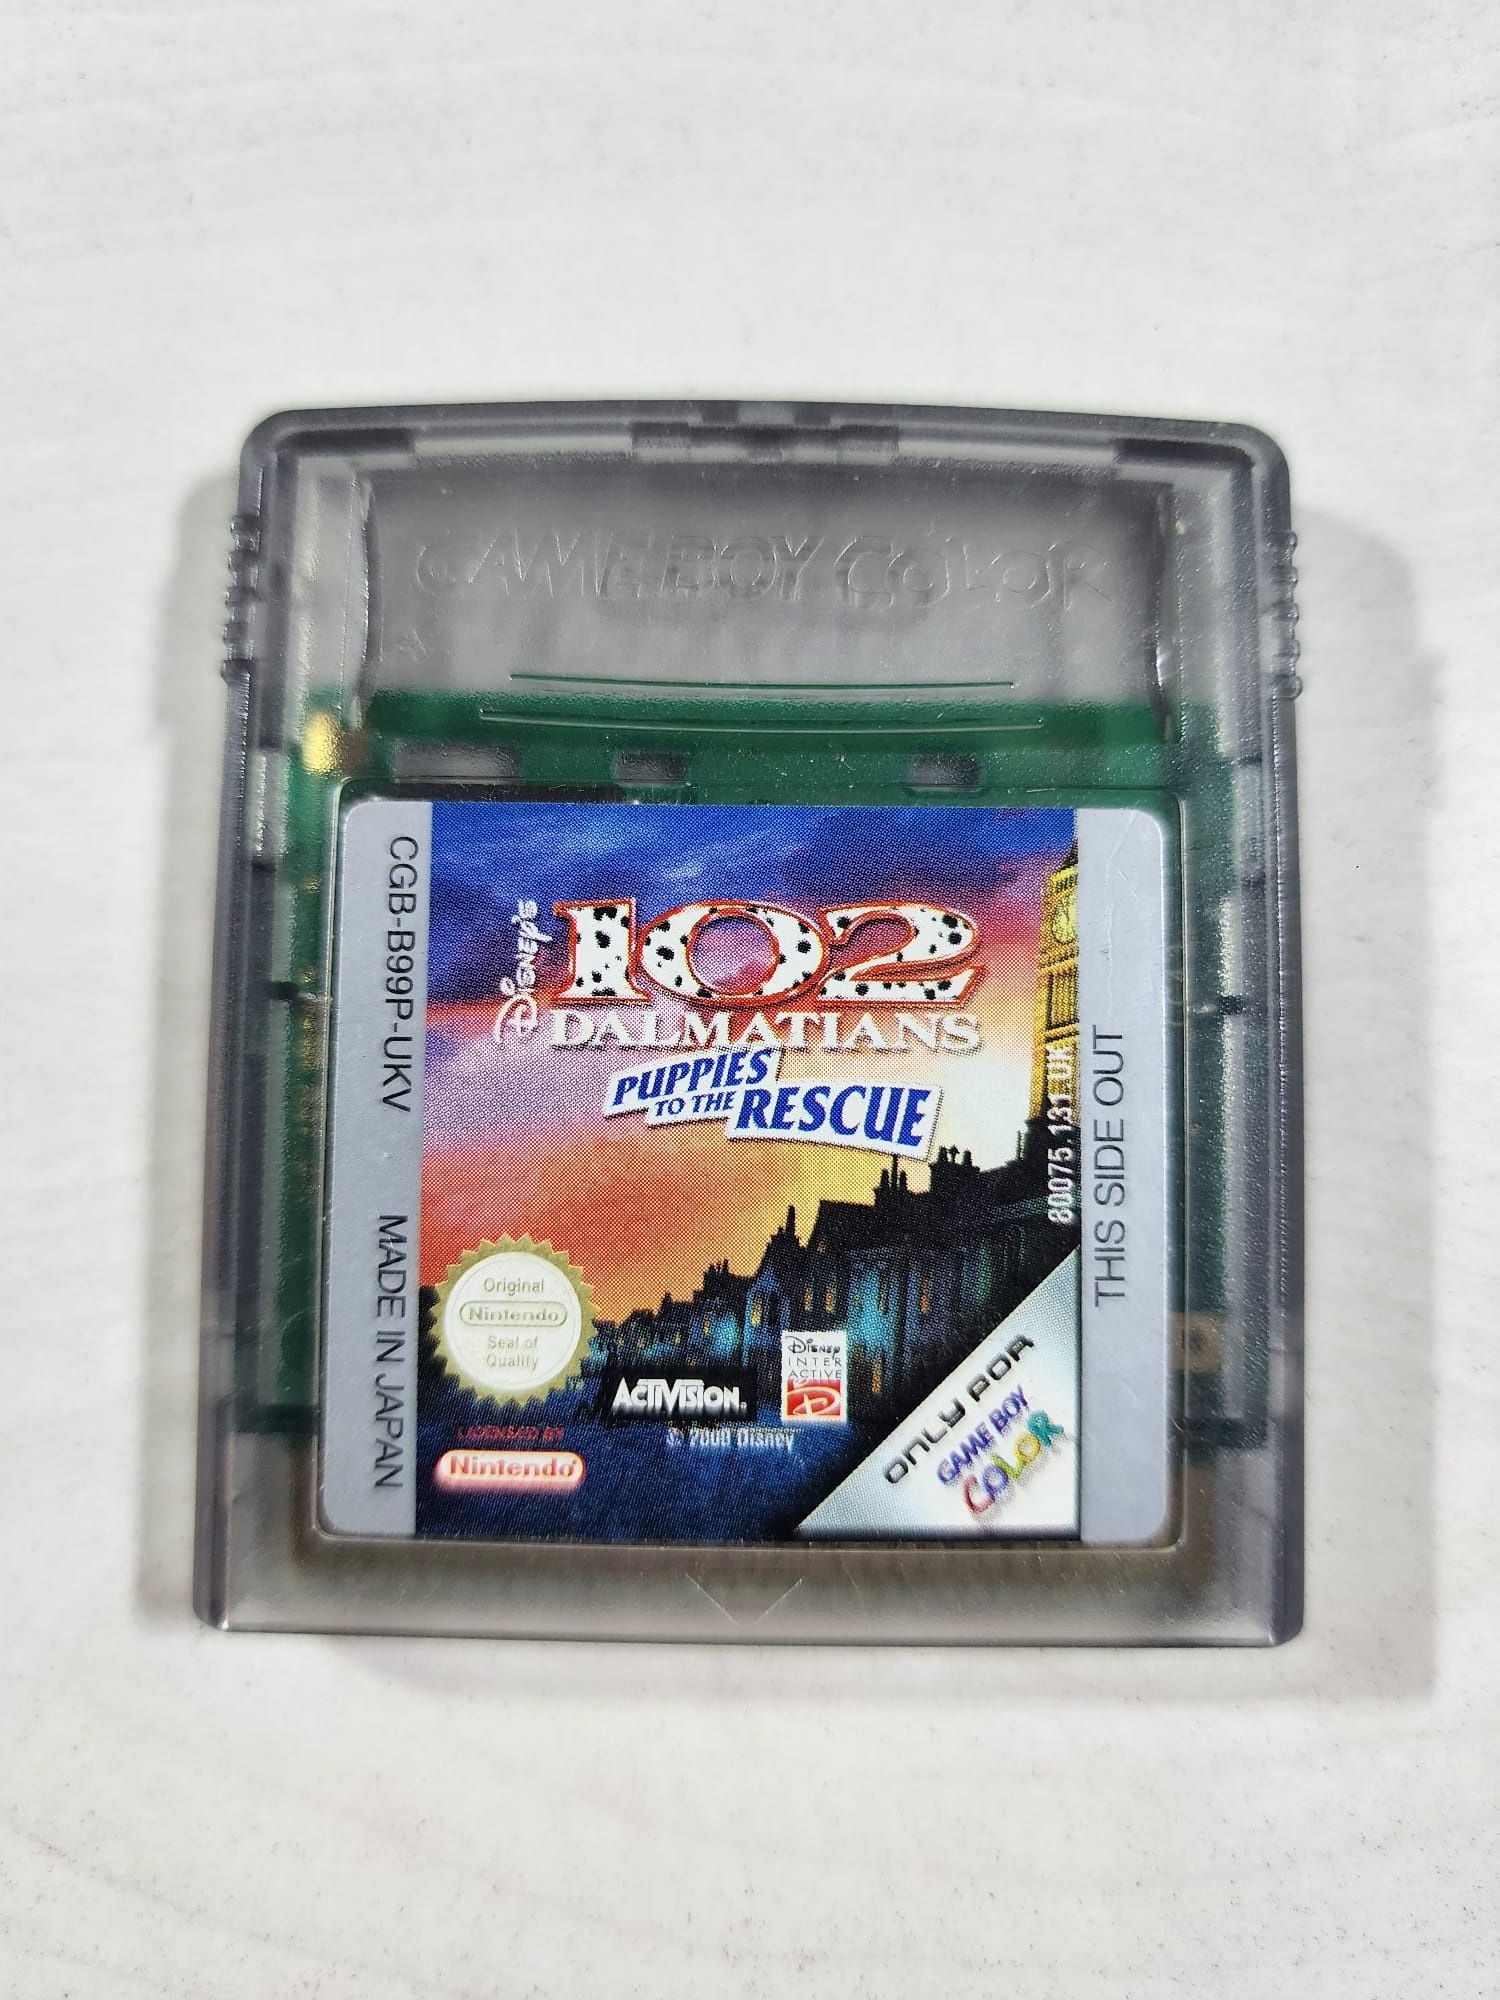 GAME BOY COLOR
CGB-B99P-UKV
MADE IN JAPAN
Disney's
102
DALMATIANS
PUPPIES
TO THE RESCUE
80075.131.UK
THIS SIDE OUT
Original
Nintendo
Seal of
Quality
ACTIVISION.
Disney
INTER
ACTIVE
D
LICENSED BY
Nintendo
© 2000 Disney
ONLY FOR
GAME BOY
COLOR